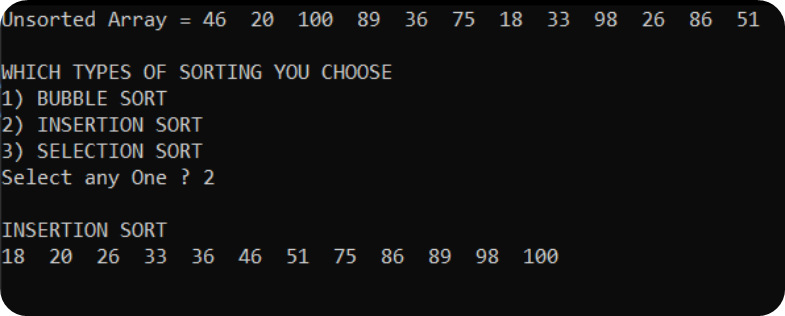 Unsorted Array = 46  20  100  89  36  75  18  33  98  26  86  51
WHICH TYPES OF SORTING YOU CHOOSE
1) BUBBLE SORT
2) INSERTION SORT
3) SELECTION SORT
Select any One ? 2
INSERTION SORT
18  20  26  33  36  46  51  75  86  89  98  100